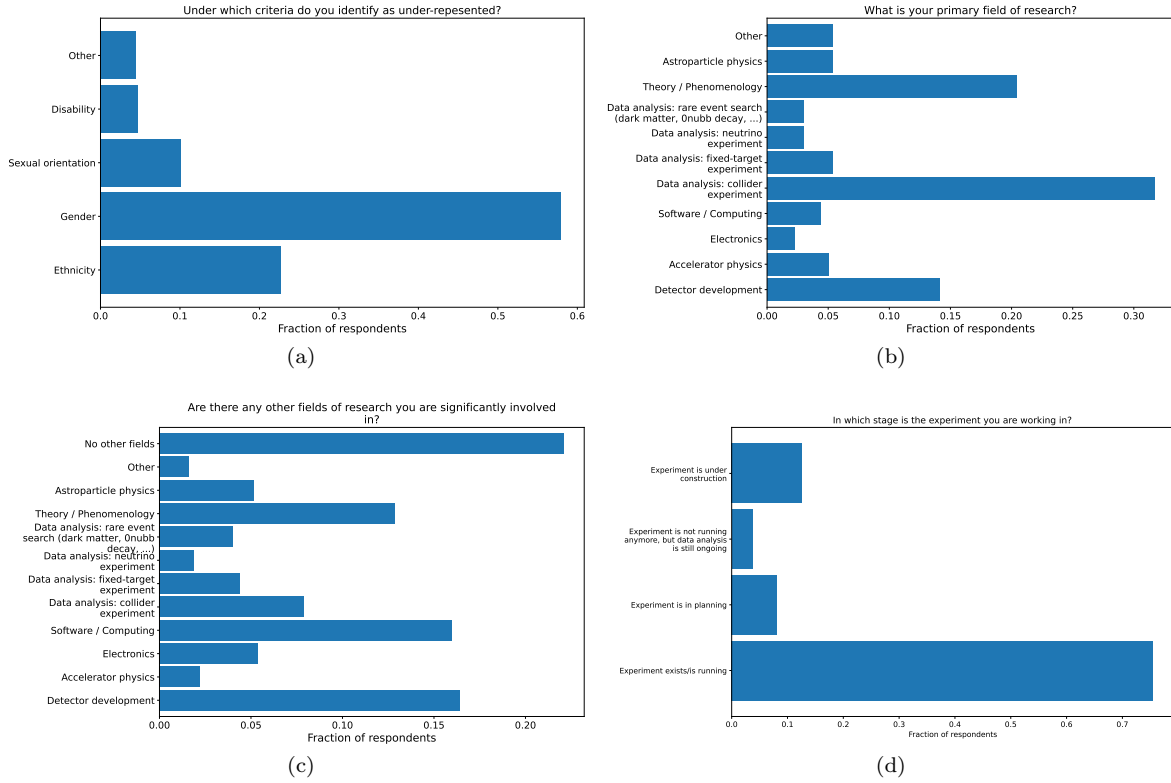 Under which criteria do you identify as under-repesented?
Other
Disability
Sexual orientation
Gender
Ethnicity
0.0 0.1 0.2 0.3 0.4 0.5 0.6
Fraction of respondents
(a)
What is your primary field of research?
Other
Astroparticle physics
Theory / Phenomenology
Data analysis: rare event search
(dark matter, 0nubb decay, ...)
Data analysis: neutrino
experiment
Data analysis: fixed-target
experiment
Data analysis: collider
experiment
Software / Computing
Electronics
Accelerator physics
Detector development
0.00 0.05 0.10 0.15 0.20 0.25 0.30
Fraction of respondents
(b)
Are there any other fields of research you are significantly involved
in?
No other fields
Other
Astroparticle physics
Theory / Phenomenology
Data analysis: rare event
search (dark matter, 0nubb
decay, ...)
Data analysis: neutrino
experiment
Data analysis: fixed-target
experiment
Data analysis: collider
experiment
Software / Computing
Electronics
Accelerator physics
Detector development
0.00 0.05 0.10 0.15 0.20
Fraction of respondents
(c)
In which stage is the experiment you are working in?
Experiment is under
construction
Experiment is not running
anymore, but data analysis
is still ongoing
Experiment is in planning
Experiment exists/is running
0.0 0.1 0.2 0.3 0.4 0.5 0.6 0.7
Fraction of respondents
(d)